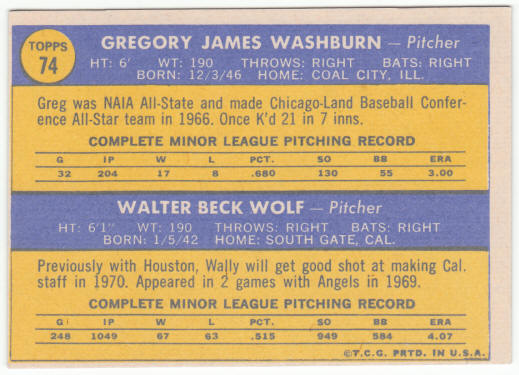 TOPPS
74
GREGORY JAMES WASHBURN — Pitcher
HT: 6' WT: 190 THROWS: RIGHT BATS: RIGHT
BORN: 12/3/46 HOME: COAL CITY, ILL.
Greg was NAIA All-State and made Chicago-Land Baseball Confer-
ence All-Star team in 1966. Once K'd 21 in 7 inns.
COMPLETE MINOR LEAGUE PITCHING RECORD
G IP W L PCT. SO BB ERA
32 204 17 8 .680 130 55 3.00
WALTER BECK WOLF — Pitcher
HT: 6'1" WT: 190 THROWS: RIGHT BATS: RIGHT
BORN: 1/5/42 HOME: SOUTH GATE, CAL.
Previously with Houston, Wally will get good shot at making Cal.
staff in 1970. Appeared in 2 games with Angels in 1969.
COMPLETE MINOR LEAGUE PITCHING RECORD
G IP W L PCT. SO BB ERA
248 1049 67 63 .515 949 584 4.07
©T.C.G. PRTD. IN U.S.A.